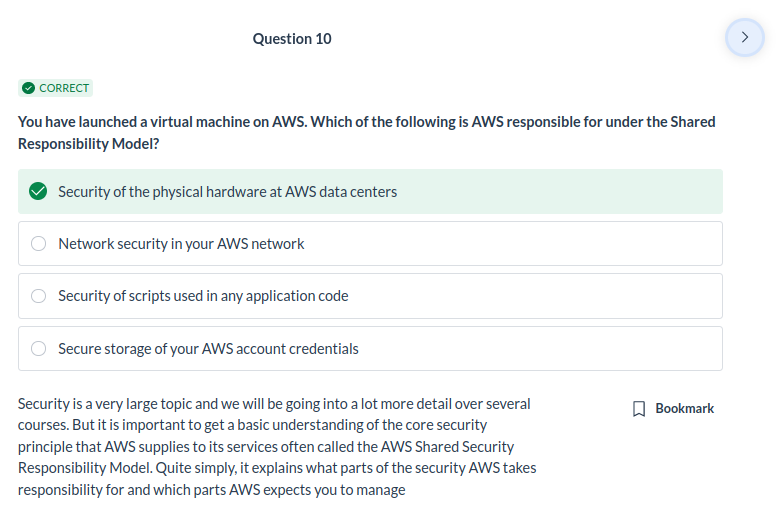 Question 10
CORRECT
You have launched a virtual machine on AWS. Which of the following is AWS responsible for under the Shared
Responsibility Model?
Security of the physical hardware at AWS data centers
Network security in your AWS network
Security of scripts used in any application code
Secure storage of your AWS account credentials
Security is a very large topic and we will be going into a lot more detail over several
courses. But it is important to get a basic understanding of the core security
principle that AWS supplies to its services often called the AWS Shared Security
Responsibility Model. Quite simply, it explains what parts of the security AWS takes
responsibility for and which parts AWS expects you to manage
Bookmark